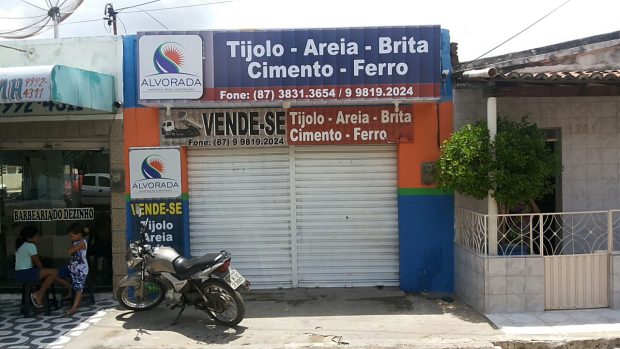 Tijolo - Areia - Brita
Cimento - Ferro
Fone: (87) 3831.3654 / 9 9819.2024
ALVORADA
VENDE-SE
Fone: (87) 9 9819.2024
Tijolo - Areia - Brita
Cimento - Ferro
ALVORADA
VENDE-SE
Tijolo
Areia
9992-
4311
BARBEARIA DO DEZINHO